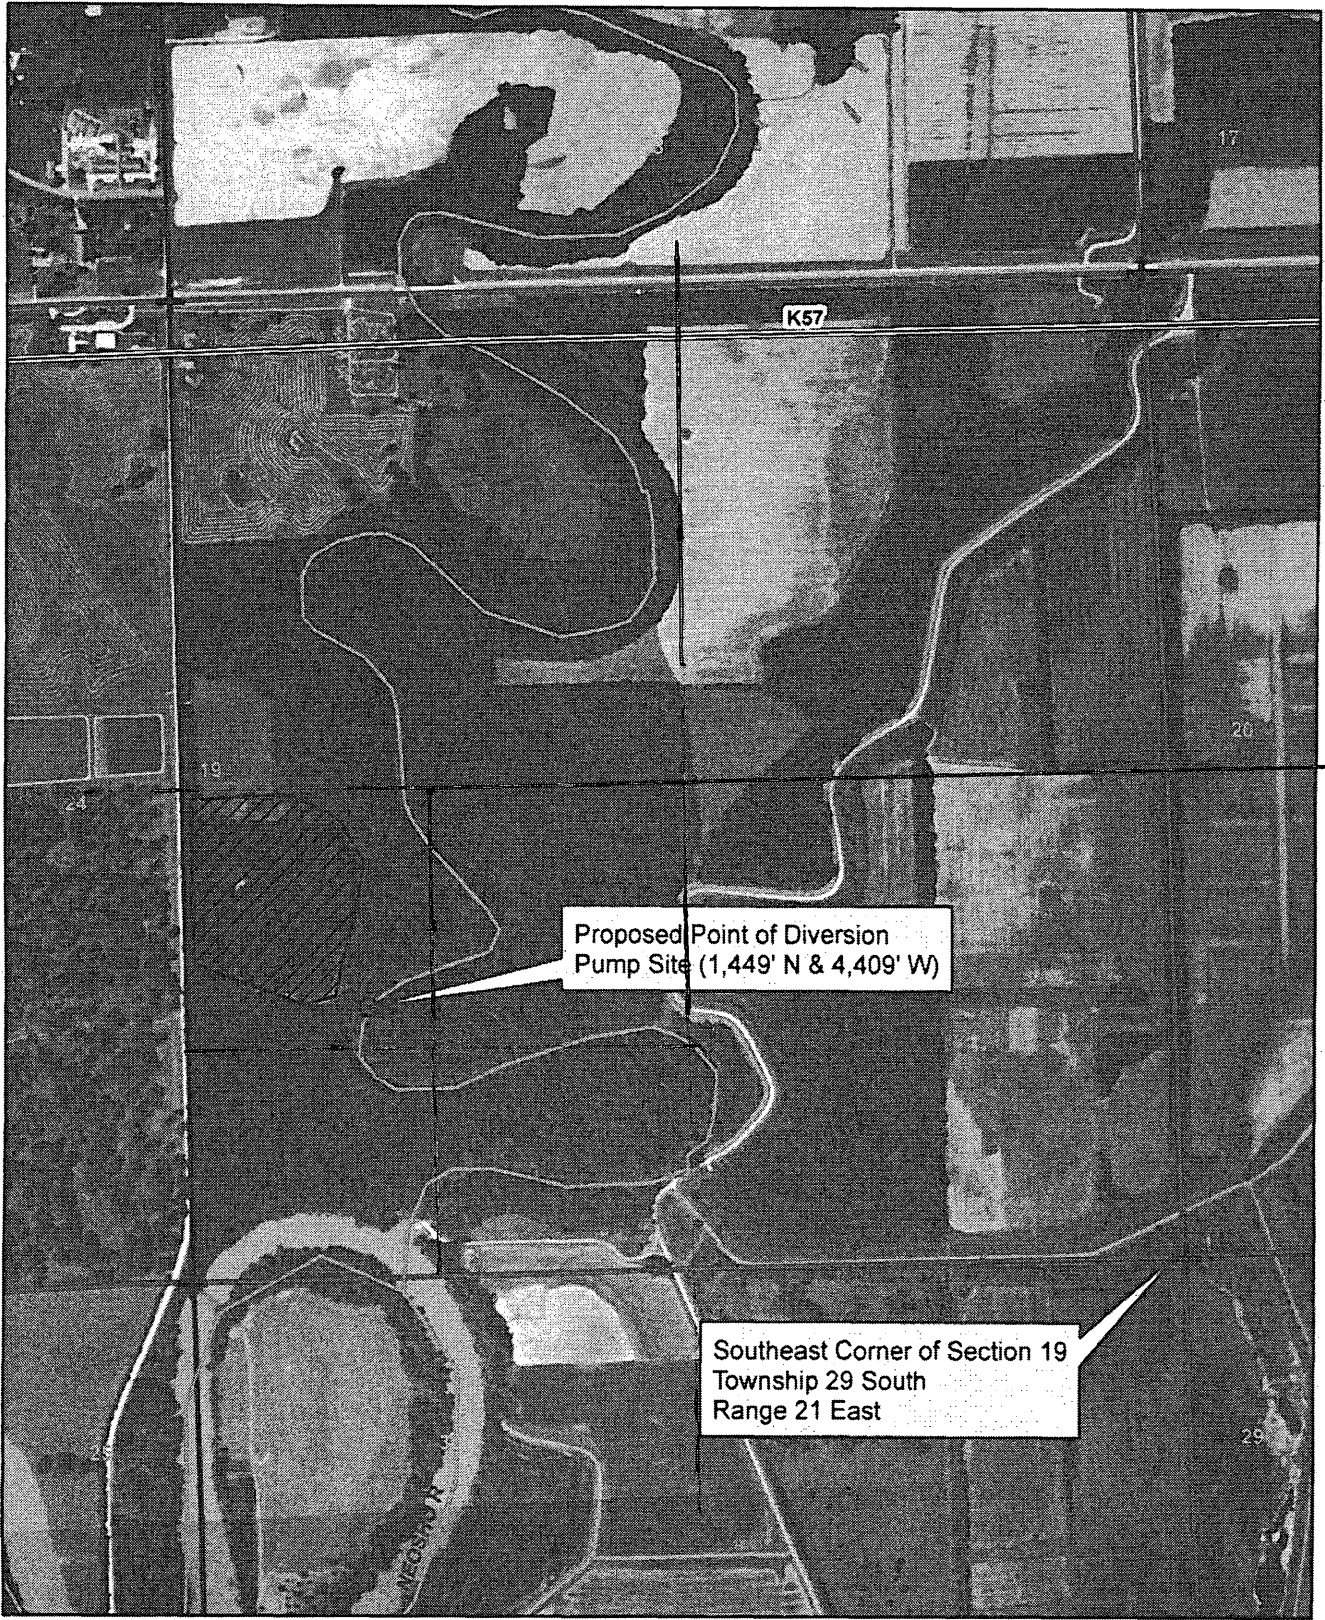 17
K57
20
19
24
Proposed Point of Diversion
Pump Site (1,449' N & 4,409' W)
Southeast Corner of Section 19
Township 29 South
Range 21 East
29
NEOSHO R